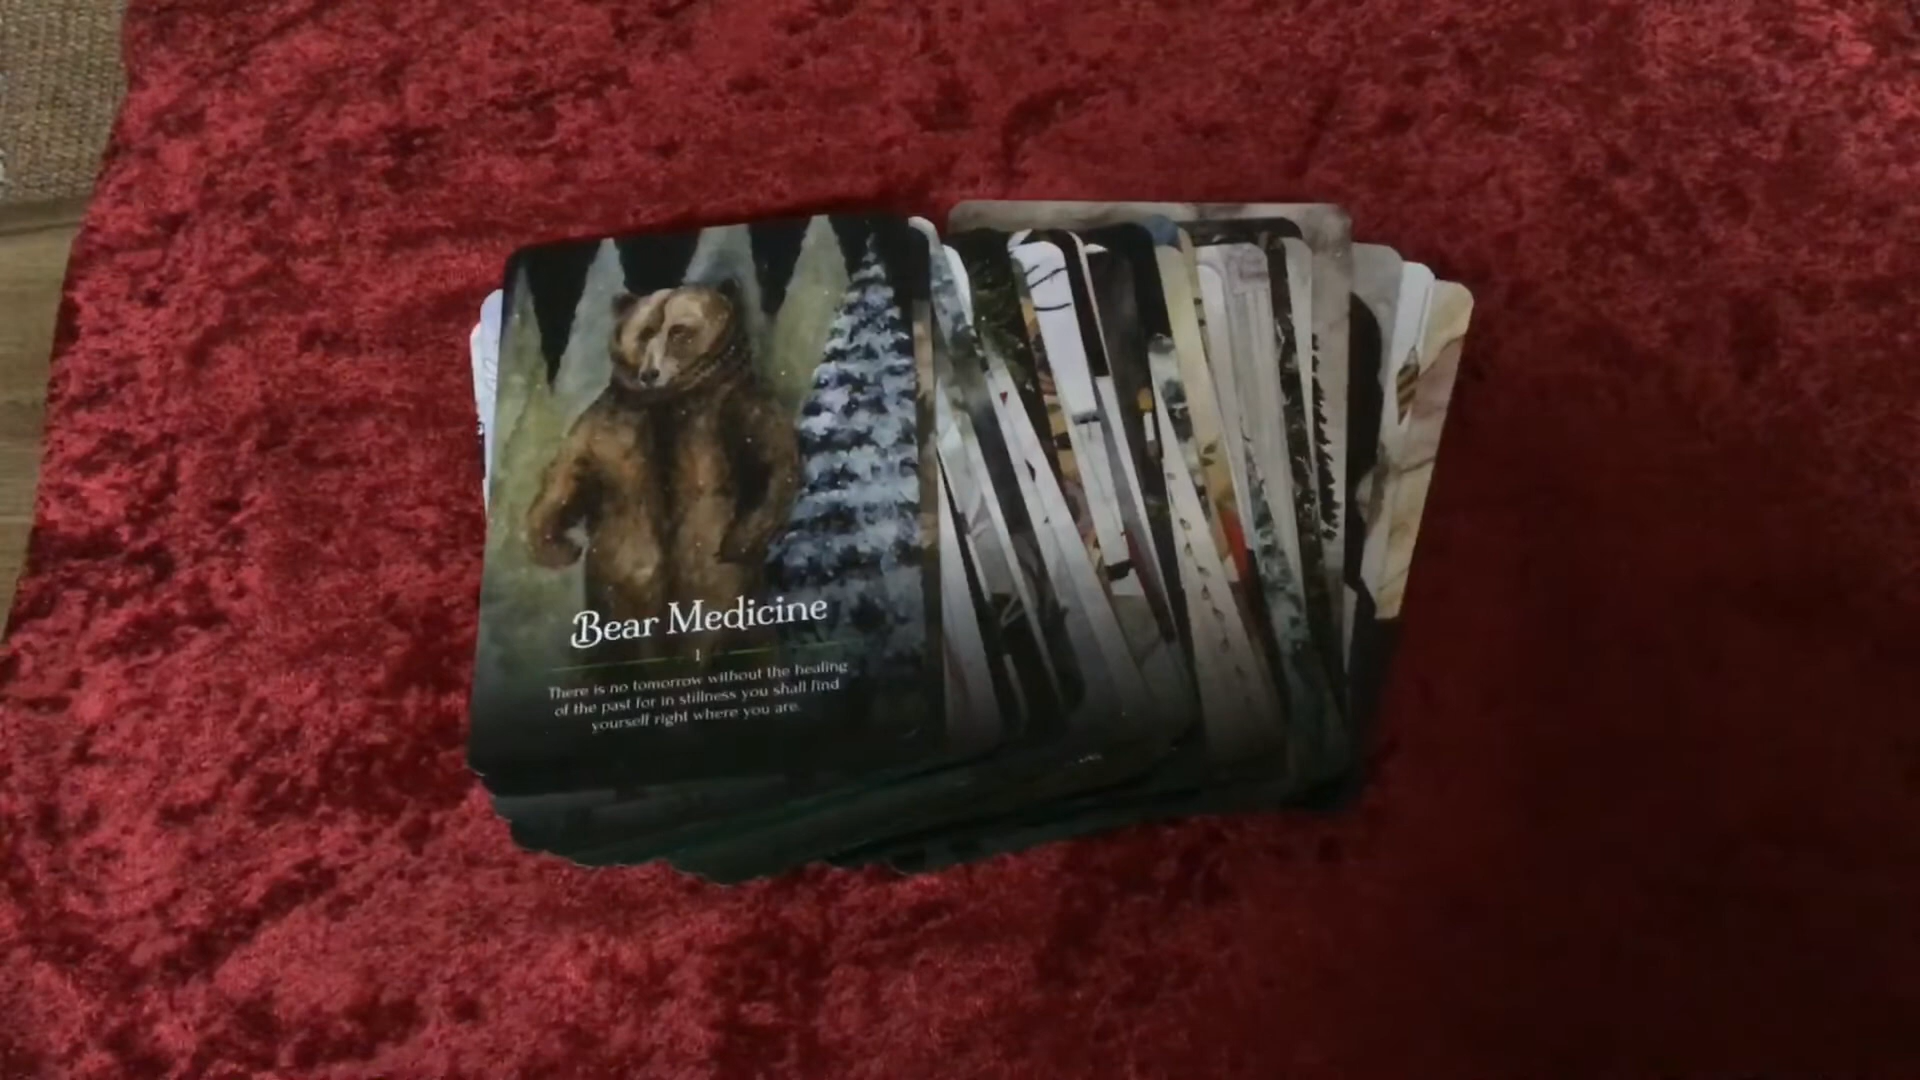 Bear Medicine
1
There is no tomorrow without the healing
of the past for in stillness you shall find
yourself right where you are.